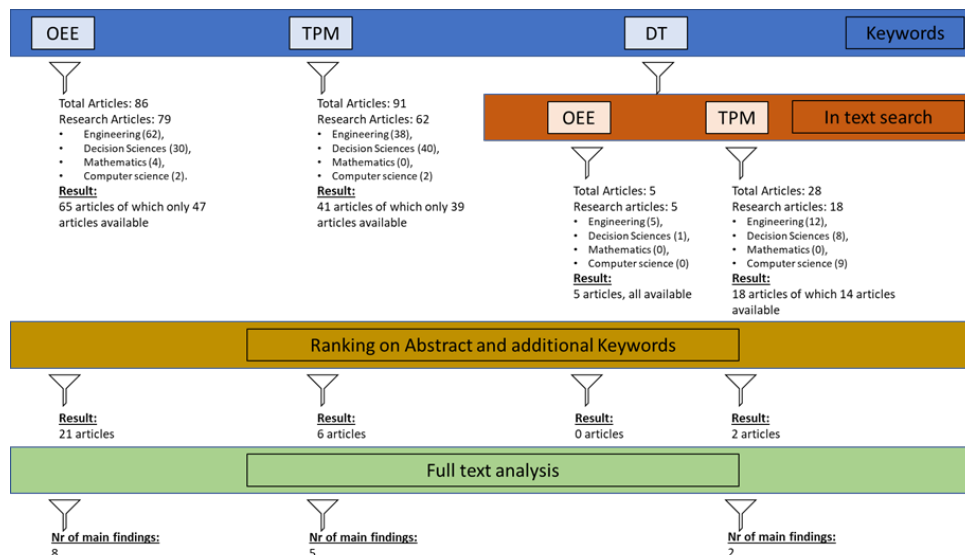 OEE
TPM
DT
Keywords
Total Articles: 86
Research Articles: 79
• Engineering (62),
• Decision Sciences (30),
• Mathematics (4),
• Computer science (2).
Result:
65 articles of which only 47
articles available
Total Articles: 91
Research Articles: 62
• Engineering (38),
• Decision Sciences (40),
• Mathematics (0),
• Computer science (2)
Result:
41 articles of which only 39
articles available
OEE
TPM
In text search
Total Articles: 5
Research articles: 5
• Engineering (5),
• Decision Sciences (1),
• Mathematics (0),
• Computer science (0)
Result:
5 articles, all available
Total Articles: 28
Research articles: 18
• Engineering (12),
• Decision Sciences (8),
• Mathematics (0),
• Computer science (9)
Result:
18 articles of which 14 articles
available
Ranking on Abstract and additional Keywords
Result:
21 articles
Result:
6 articles
Result:
0 articles
Result:
2 articles
Full text analysis
Nr of main findings:
8
Nr of main findings:
5
Nr of main findings:
2